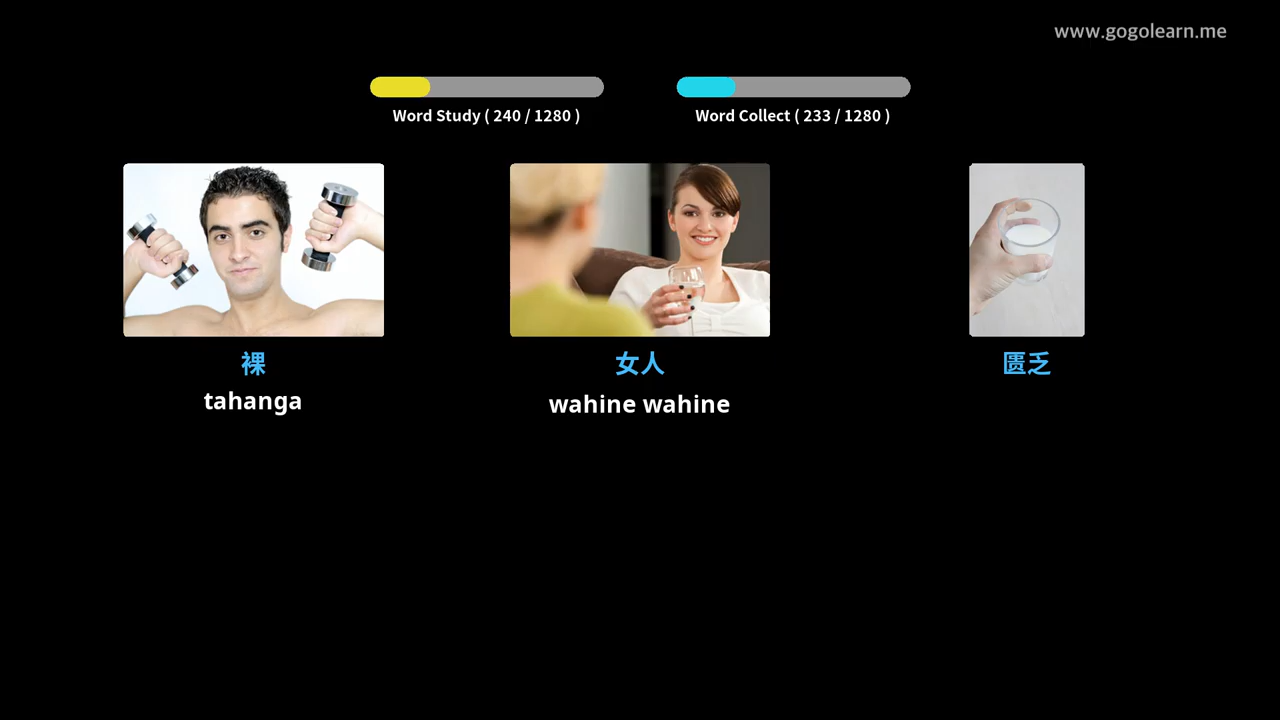 www.gogolearn.me
Word Study ( 240 / 1280 )
Word Collect ( 233 / 1280 )
裸
tahanga
女人
wahine wahine
匮乏